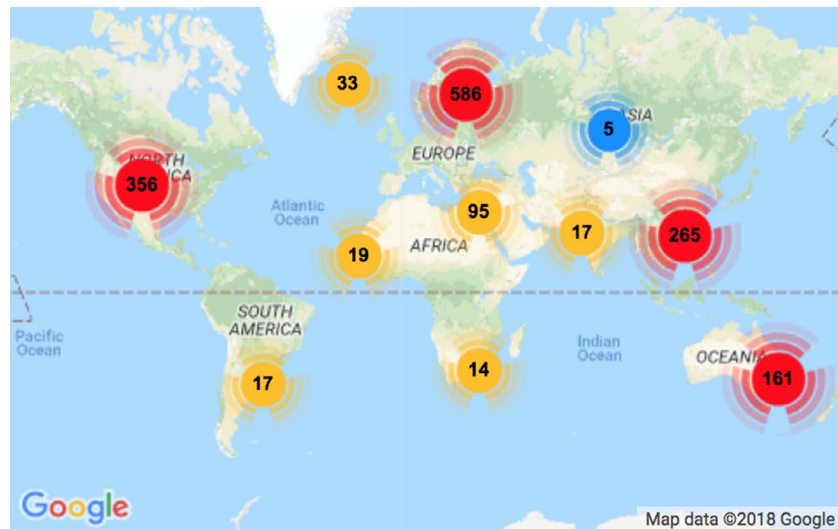 33
586
5
ASIA
NORTH
AMERICA
356
EUROPE
Atlantic
Ocean
95
AFRICA
19
17
265
SOUTH
AMERICA
Pacific
Ocean
Indian
Ocean
OCEANIA
17
14
161
Google
Map data ©2018 Google